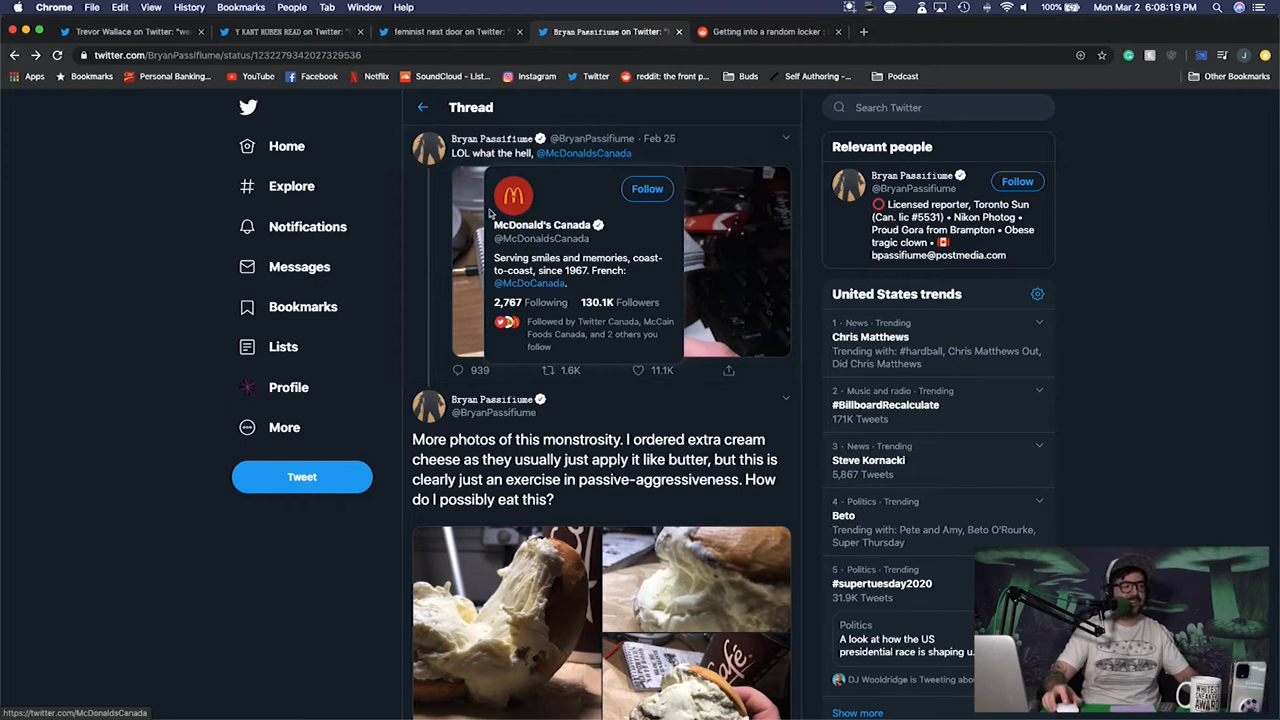 Chrome File Edit View History Bookmarks People Tab Window Help
100% Mon Mar 2 6:08:19 PM
Trevor Wallace on Twitter: "we
Y KANT RUBEN READ on Twitter: "
feminist next door on Twitter: "
Bryan Passifiume on Twitter: "
Getting into a random locker :
twitter.com/BryanPassifiume/status/1232279342027329536
Apps Bookmarks Personal Banking... YouTube Facebook Netflix SoundCloud – List... Instagram Twitter reddit: the front p... Buds Self Authoring -... Podcast Other Bookmarks
Home
Explore
Notifications
Messages
Bookmarks
Lists
Profile
More
Tweet
Thread
Bryan Passifiume @BryanPassifiume · Feb 25
LOL what the hell, @McDonaldsCanada
Follow
McDonald's Canada
@McDonaldsCanada
Serving smiles and memories, coast-
to-coast, since 1967. French:
@McDoCanada.
2,767 Following 130.1K Followers
Followed by Twitter Canada, McCain
Foods Canada, and 2 others you
follow
939 1.6K 11.1K
Bryan Passifiume
@BryanPassifiume
More photos of this monstrosity. I ordered extra cream
cheese as they usually just apply it like butter, but this is
clearly just an exercise in passive-aggressiveness. How
do I possibly eat this?
Search Twitter
Relevant people
Bryan Passifiume
@BryanPassifiume
Follow
Licensed reporter, Toronto Sun
(Can. lic #5531) • Nikon Photog •
Proud Gora from Brampton • Obese
tragic clown •
bpassifiume@postmedia.com
United States trends
1 · News · Trending
Chris Matthews
Trending with: #hardball, Chris Matthews Out,
Did Chris Matthews
2 · Music and radio · Trending
#BillboardRecalculate
171K Tweets
3 · News · Trending
Steve Kornacki
5,867 Tweets
4 · Politics · Trending
Beto
Trending with: Pete and Amy, Beto O'Rourke,
Super Thursday
5 · Politics · Trending
#supertuesday2020
31.9K Tweets
Politics
A look at how the US
presidential race is shaping u..
DJ Wooldridge is Tweeting abou
Show more
https://twitter.com/McDonaldsCanada